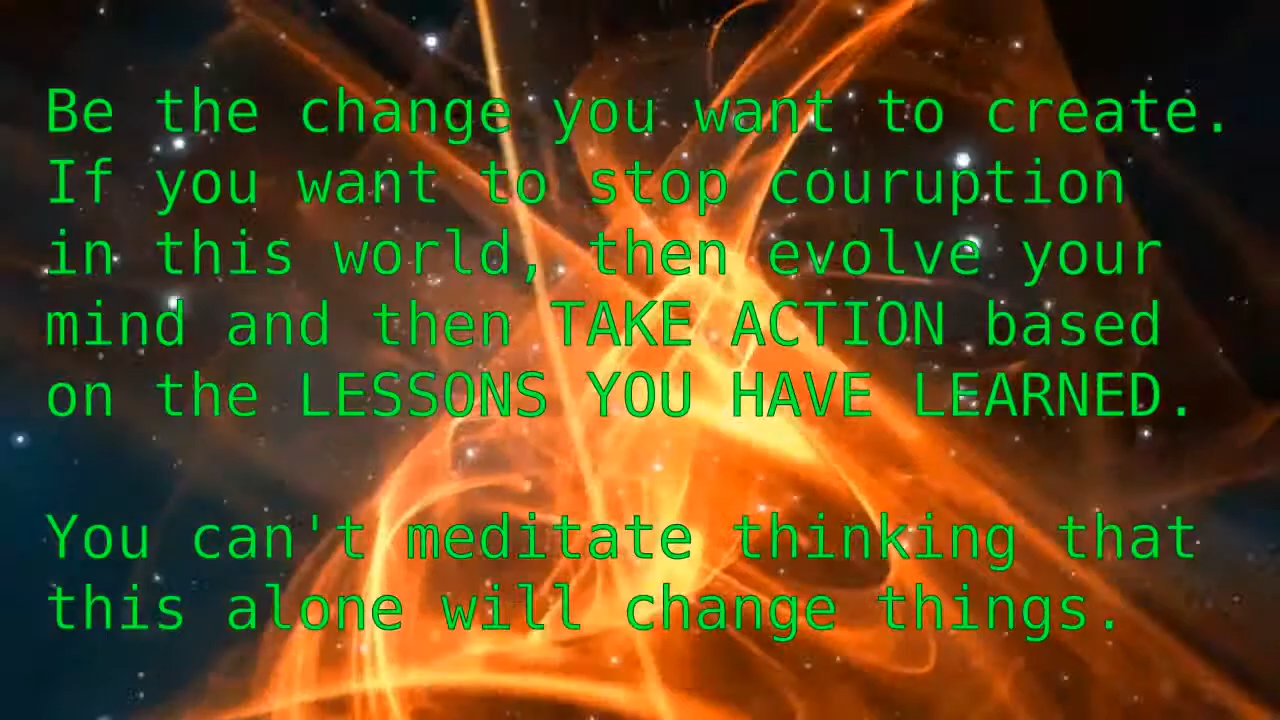 Be the change you want to create.
If you want to stop couruption
in this world, then evolve your
mind and then TAKE ACTION based
on the LESSONS YOU HAVE LEARNED.
You can't meditate thinking that
this alone will change things.